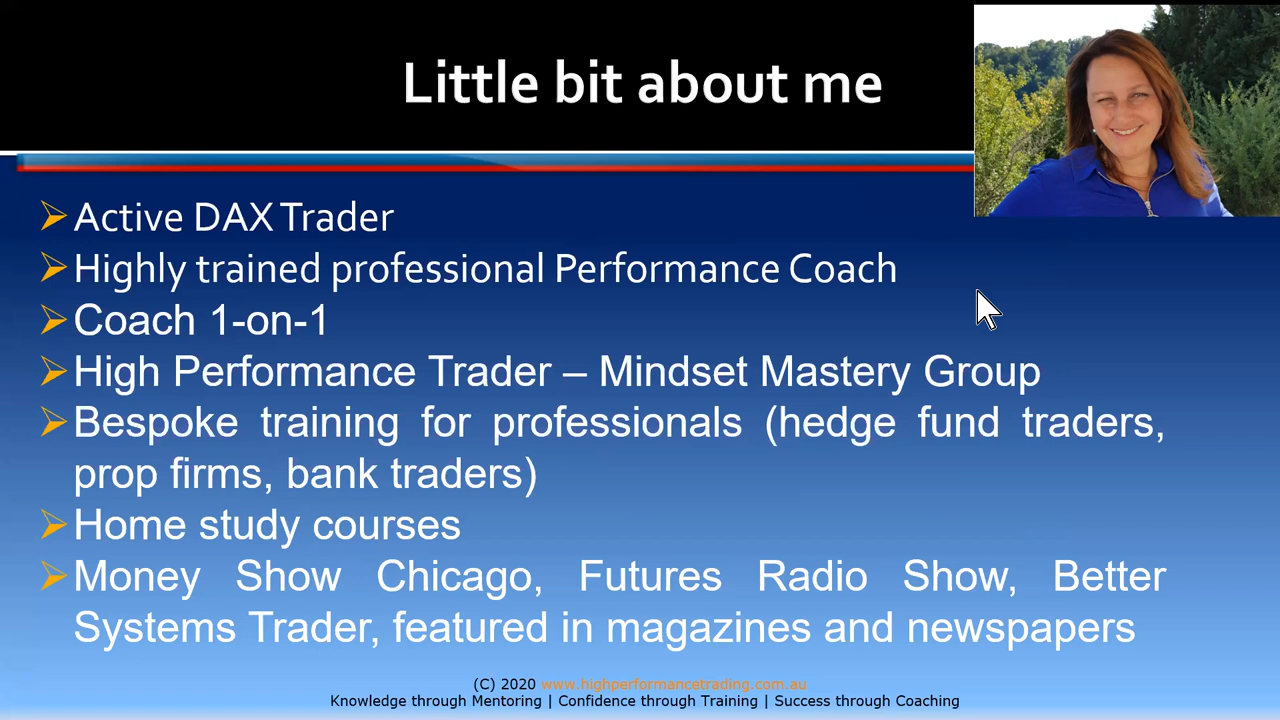 Little bit about me
Active DAX Trader
Highly trained professional Performance Coach
Coach 1-on-1
High Performance Trader – Mindset Mastery Group
Bespoke training for professionals (hedge fund traders,
prop firms, bank traders)
Home study courses
Money Show Chicago, Futures Radio Show, Better
Systems Trader, featured in magazines and newspapers
(C) 2020 www.highperformancetrading.com.au
Knowledge through Mentoring | Confidence through Training | Success through Coaching